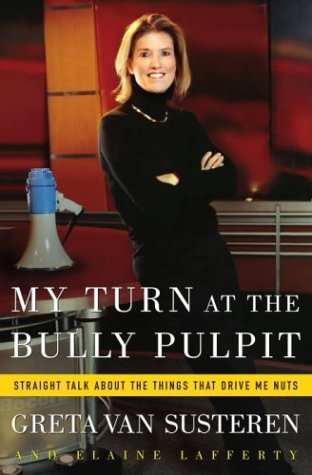 MY TURN AT THE
BULLY PULPIT
STRAIGHT TALK ABOUT THE THINGS THAT DRIVE ME NUTS
GRETA VAN SUSTEREN
AND ELAINE LAFFERTY